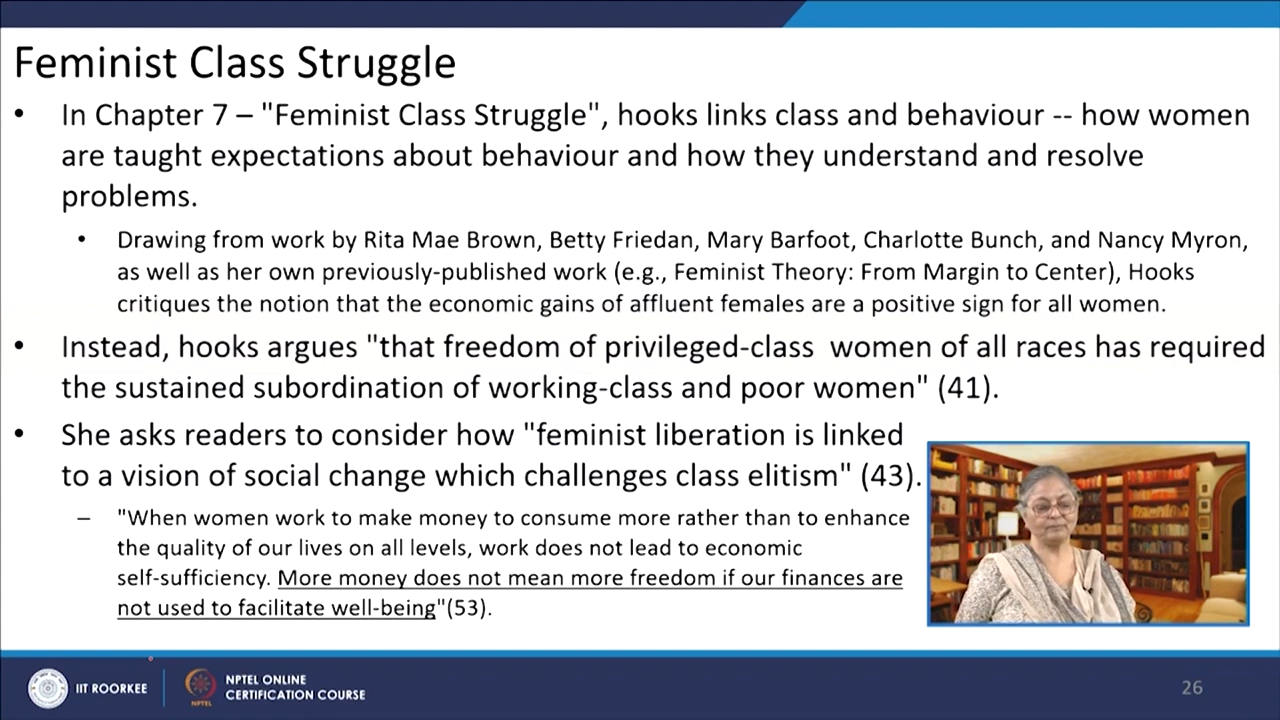 Feminist Class Struggle
• In Chapter 7 – "Feminist Class Struggle", hooks links class and behaviour -- how women
are taught expectations about behaviour and how they understand and resolve
problems.
• Drawing from work by Rita Mae Brown, Betty Friedan, Mary Barfoot, Charlotte Bunch, and Nancy Myron,
as well as her own previously-published work (e.g., Feminist Theory: From Margin to Center), Hooks
critiques the notion that the economic gains of affluent females are a positive sign for all women.
• Instead, hooks argues "that freedom of privileged-class women of all races has required
the sustained subordination of working-class and poor women" (41).
• She asks readers to consider how "feminist liberation is linked
to a vision of social change which challenges class elitism" (43).
– "When women work to make money to consume more rather than to enhance
the quality of our lives on all levels, work does not lead to economic
self-sufficiency. More money does not mean more freedom if our finances are
not used to facilitate well-being"(53).
IIT ROORKEE
NPTEL
NPTEL ONLINE
CERTIFICATION COURSE
26